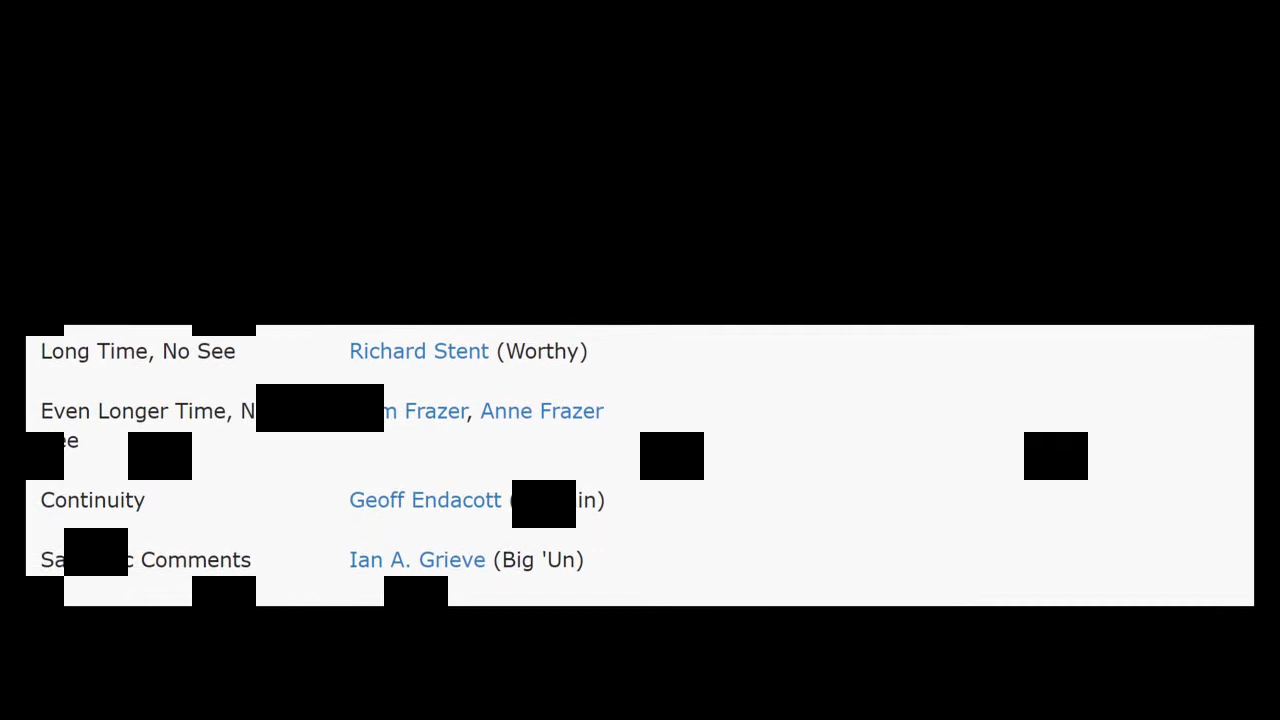 Long Time, No See Richard Stent (Worthy)
Even Longer Time, Frazer, Anne Frazer
Continuity Geoff Endacott
Comments Ian A. Grieve (Big 'Un)